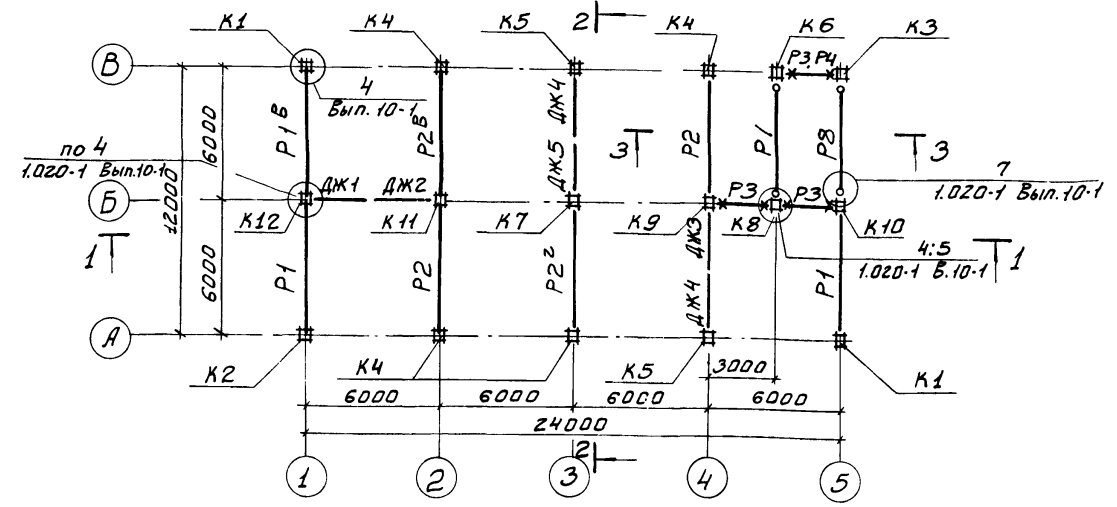 К1
К4
К5
2
К4
К6
К3
В
Р3,Р4
4
Вып. 10-1
6000
Р1В
Р2В
ДЖ4
ДЖ5
3
Р2
Р1
Р8
3
по 4
1.020-1 Вып.10-1
12000
7
1.020-1 Вып.10-1
Б
ДЖ1
ДЖ2
Р3
Р3
К12
К11
К7
К9
К8
К10
1
6000
Р1
Р2
Р2²
ДЖ3
ДЖ4
Р1
4:5
1.020-1 В.10-1
1
А
К2
К4
К5
3000
К1
6000
6000
6000
6000
24000
2
1
2
3
4
5